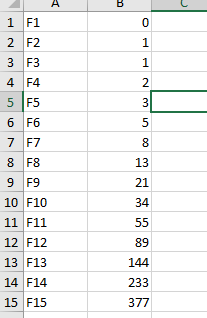 A B C
1 F1 0
2 F2 1
3 F3 1
4 F4 2
5 F5 3
6 F6 5
7 F7 8
8 F8 13
9 F9 21
10 F10 34
11 F11 55
12 F12 89
13 F13 144
14 F14 233
15 F15 377